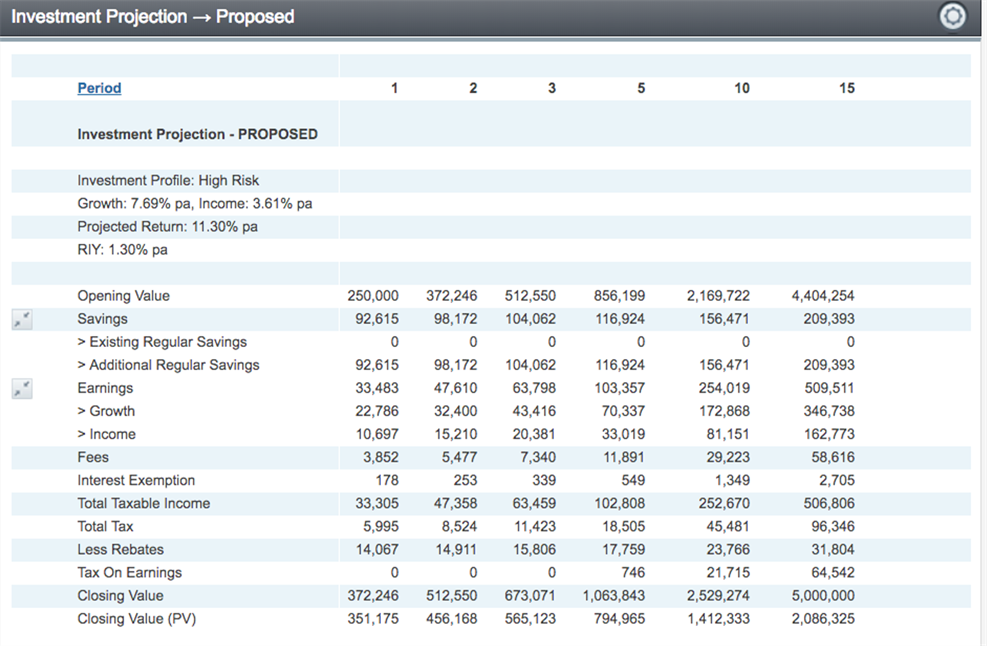 Investment Projection → Proposed
Period 1 2 3 5 10 15
Investment Projection - PROPOSED
Investment Profile: High Risk
Growth: 7.69% pa, Income: 3.61% pa
Projected Return: 11.30% pa
RIY: 1.30% pa
Opening Value 250,000 372,246 512,550 856,199 2,169,722 4,404,254
Savings 92,615 98,172 104,062 116,924 156,471 209,393
> Existing Regular Savings 0 0 0 0 0 0
> Additional Regular Savings 92,615 98,172 104,062 116,924 156,471 209,393
Earnings 33,483 47,610 63,798 103,357 254,019 509,511
> Growth 22,786 32,400 43,416 70,337 172,868 346,738
> Income 10,697 15,210 20,381 33,019 81,151 162,773
Fees 3,852 5,477 7,340 11,891 29,223 58,616
Interest Exemption 178 253 339 549 1,349 2,705
Total Taxable Income 33,305 47,358 63,459 102,808 252,670 506,806
Total Tax 5,995 8,524 11,423 18,505 45,481 96,346
Less Rebates 14,067 14,911 15,806 17,759 23,766 31,804
Tax On Earnings 0 0 0 746 21,715 64,542
Closing Value 372,246 512,550 673,071 1,063,843 2,529,274 5,000,000
Closing Value (PV) 351,175 456,168 565,123 794,965 1,412,333 2,086,325